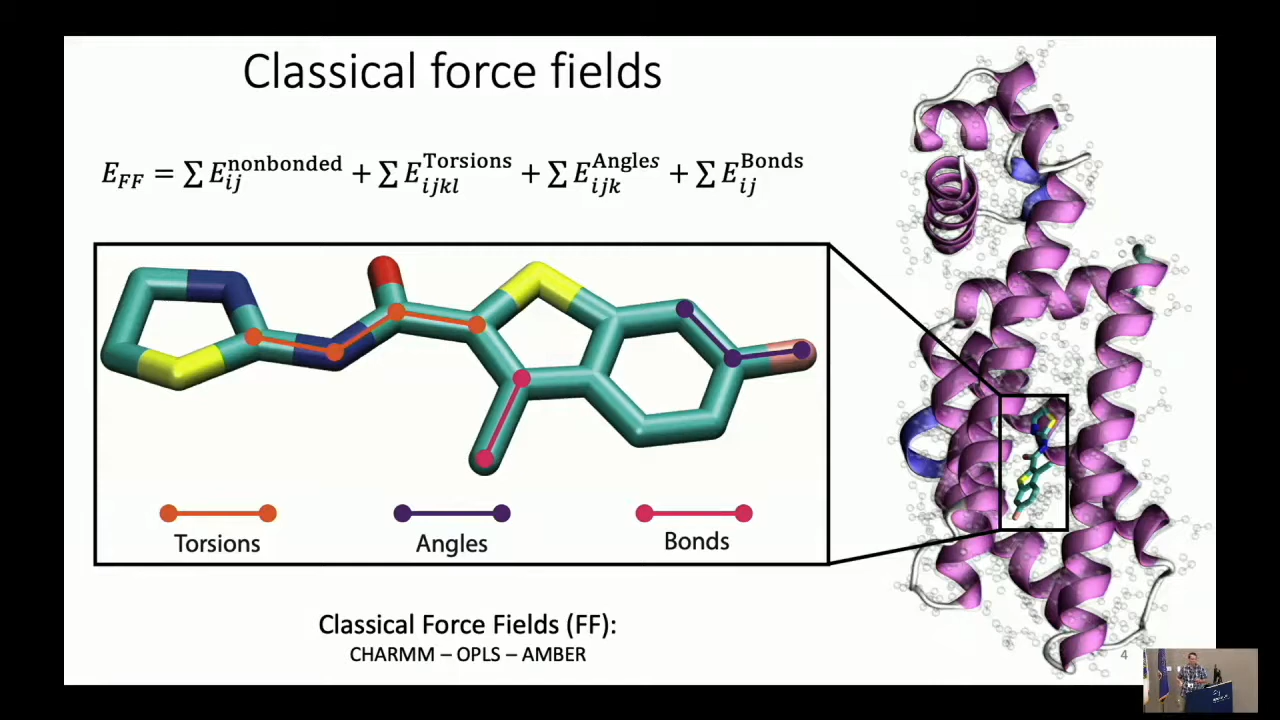 Classical force fields
E_FF = ∑ E_ij^nonbonded + ∑ E_ijkl^Torsions + ∑ E_ijk^Angles + ∑ E_ij^Bonds
Torsions
Angles
Bonds
Classical Force Fields (FF):
CHARMM – OPLS – AMBER
4